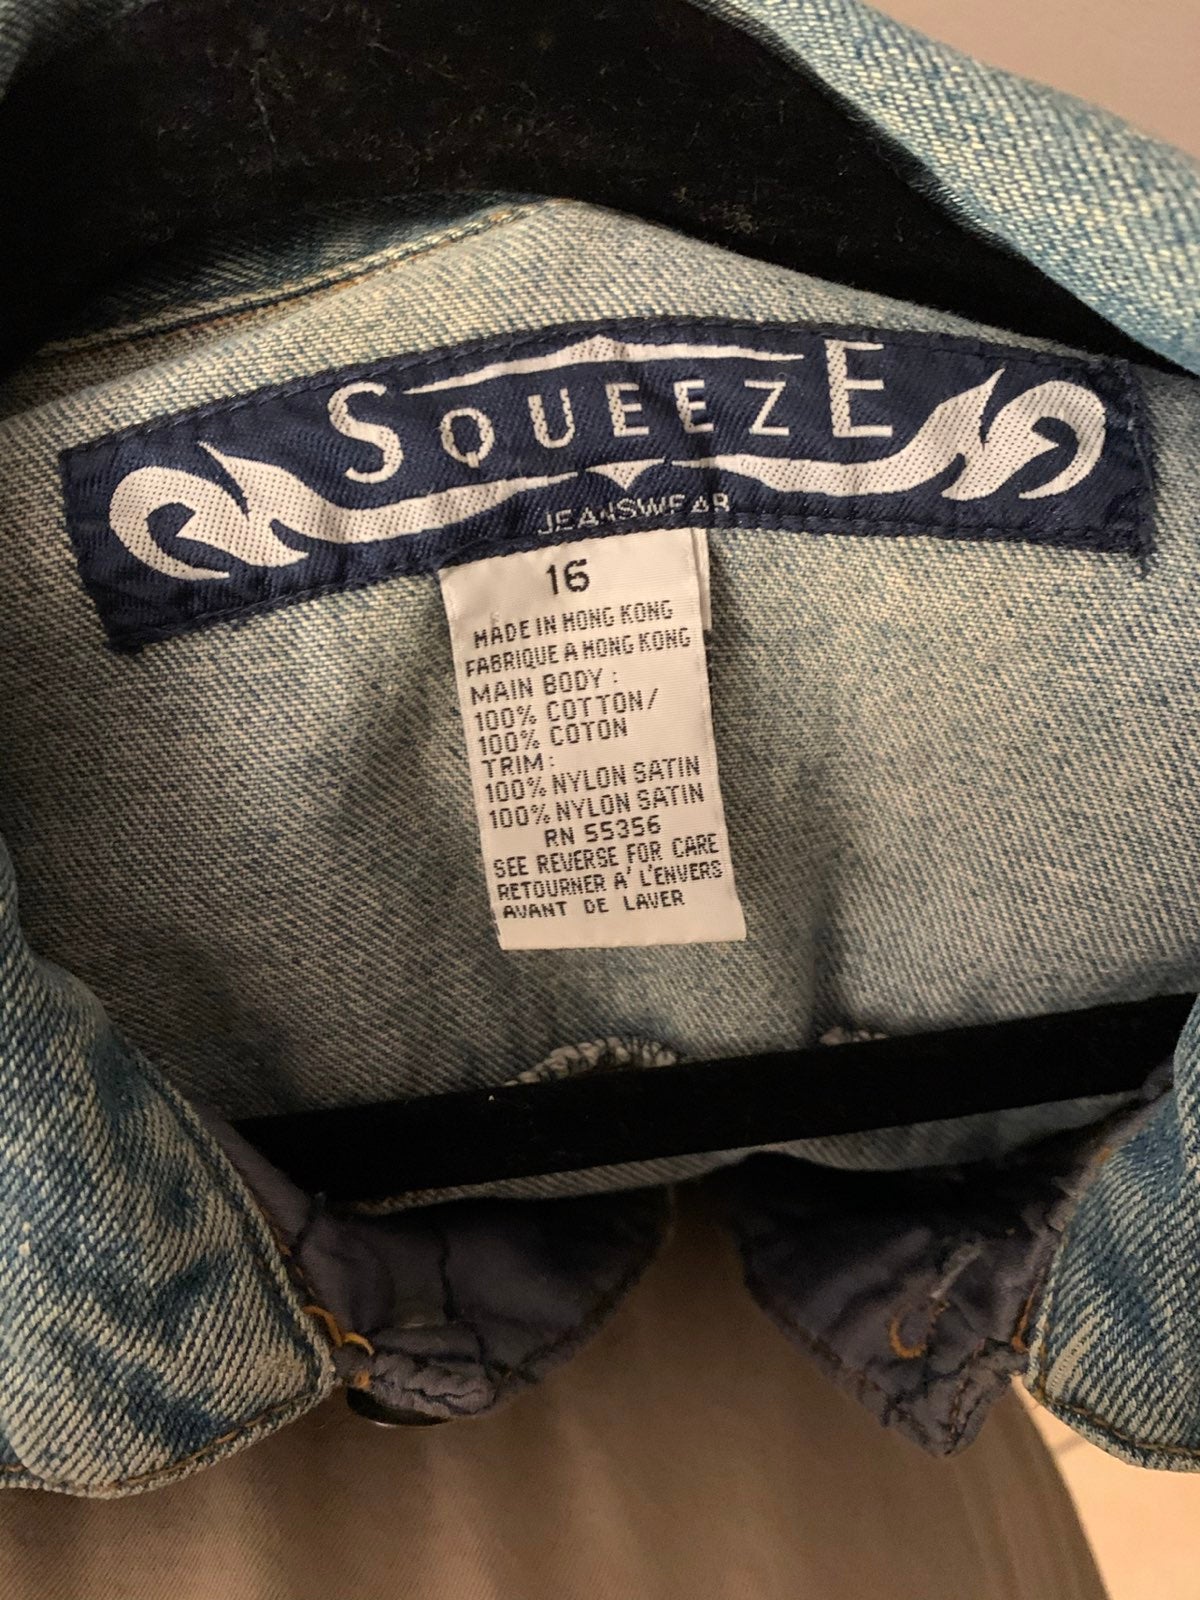 SQUEEZE
JEANSWEAR
16
MADE IN HONG KONG
FABRIQUE A HONG KONG
MAIN BODY :
100% COTTON/
100% COTON
TRIM:
100% NYLON SATIN
100% NYLON SATIN
RN 55356
SEE REVERSE FOR CARE
RETOURNER A' L'ENVERS
AVANT DE LAVER